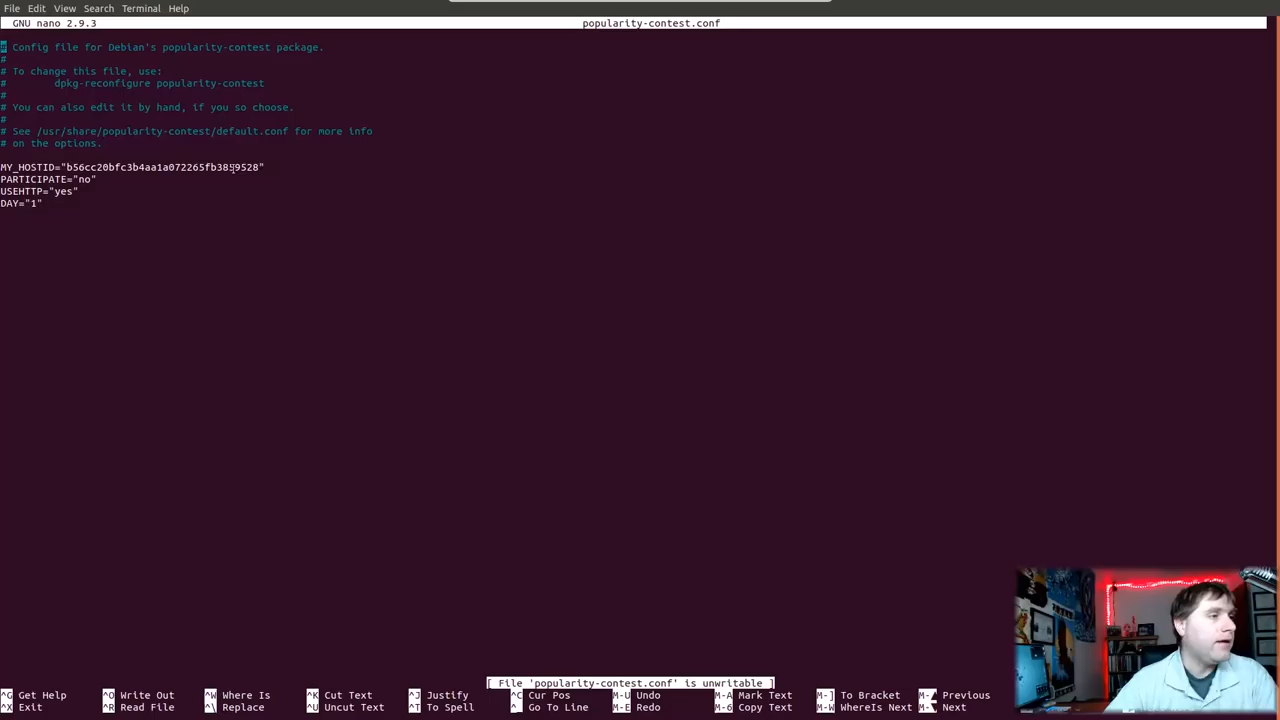 File Edit View Search Terminal Help
GNU nano 2.9.3 popularity-contest.conf
# Config file for Debian's popularity-contest package.
#
# To change this file, use:
# dpkg-reconfigure popularity-contest
#
# You can also edit it by hand, if you so choose.
#
# See /usr/share/popularity-contest/default.conf for more info
# on the options.
MY_HOSTID="b56cc20bfc3b4aa1a072265fb3859528"
PARTICIPATE="no"
USEHTTP="yes"
DAY="1"
[ File 'popularity-contest.conf' is unwritable ]
^G Get Help ^O Write Out ^W Where Is ^K Cut Text ^J Justify ^C Cur Pos M-U Undo M-A Mark Text M-] To Bracket M-▲ Previous
^X Exit ^R Read File ^\ Replace ^U Uncut Text ^T To Spell ^_ Go To Line M-E Redo M-6 Copy Text M-W WhereIs Next M-▼ Next